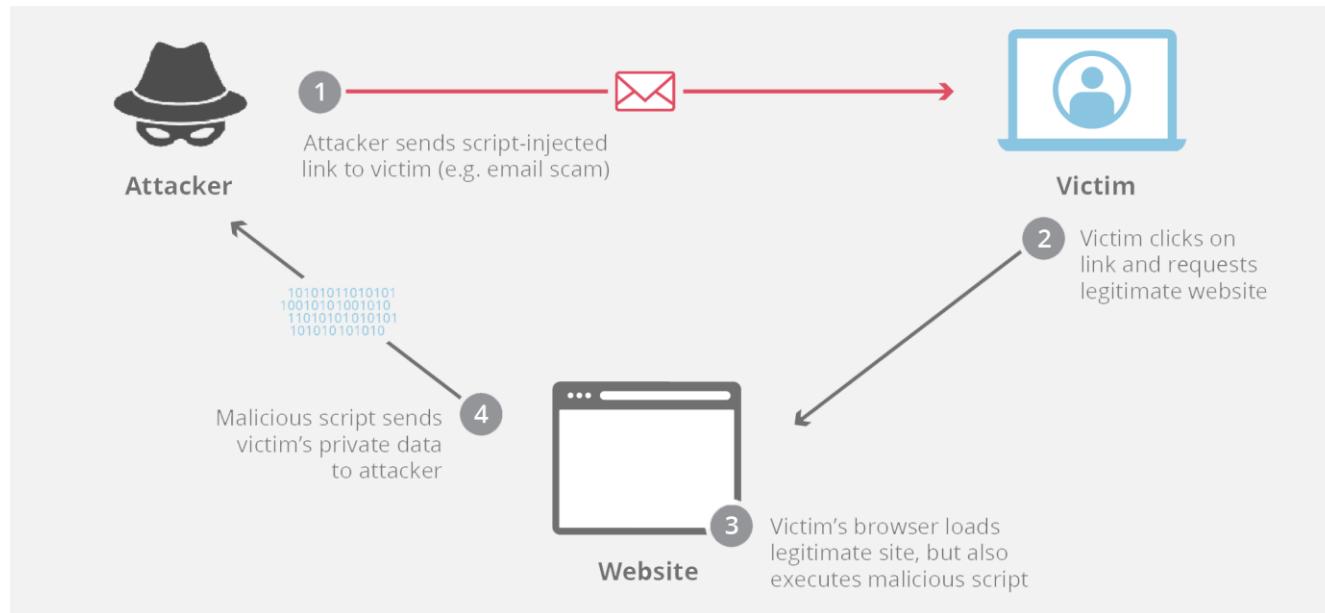 1
Attacker sends script-injected
link to victim (e.g. email scam)
Attacker
Victim
2
Victim clicks on
link and requests
legitimate website
10101011010101
10010101001010
11010101010101
101010101010
4
Malicious script sends
victim’s private data
to attacker
3
Victim’s browser loads
legitimate site, but also
executes malicious script
Website